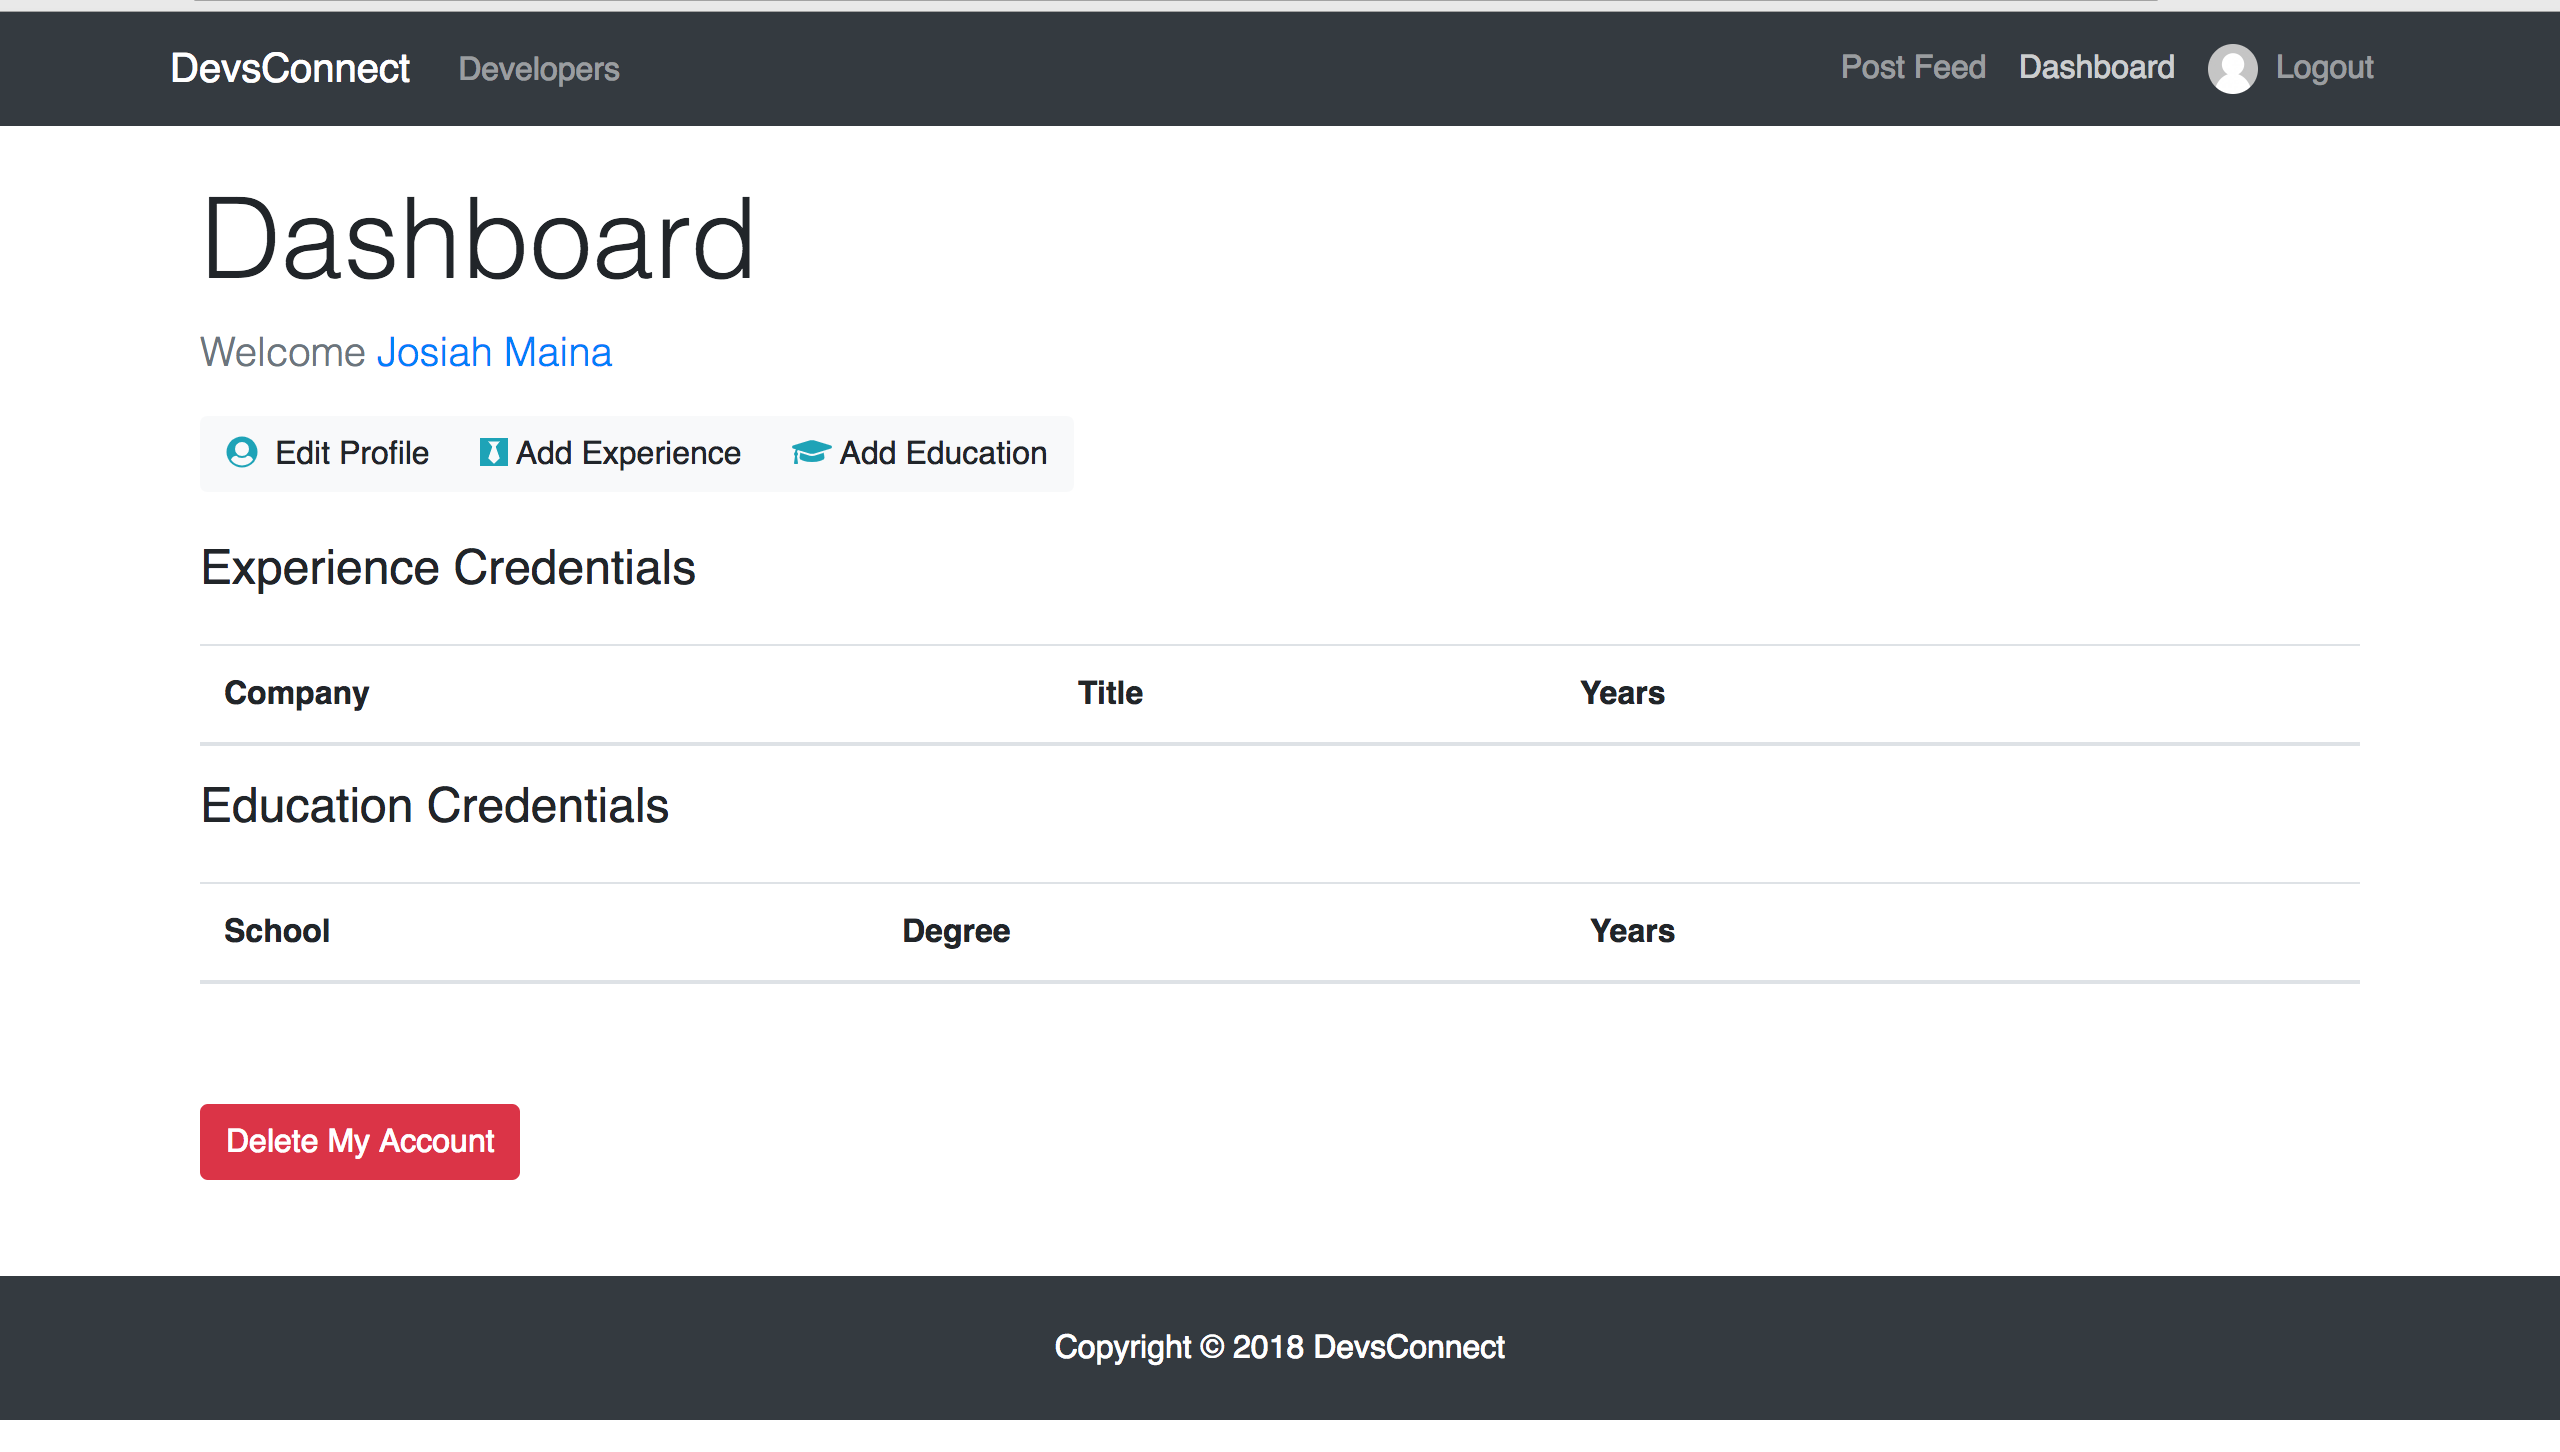 DevsConnect Developers Post Feed Dashboard Logout
Dashboard
Welcome Josiah Maina
Edit Profile Add Experience Add Education
Experience Credentials
Company Title Years
Education Credentials
School Degree Years
Delete My Account
Copyright © 2018 DevsConnect